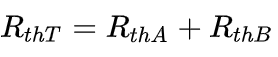 R_{thT} = R_{thA} + R_{thB}